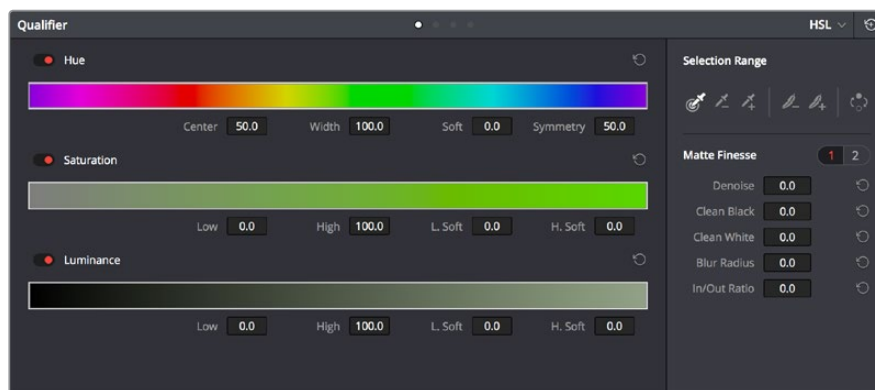 Qualifier
HSL
Hue
Center 50.0 Width 100.0 Soft 0.0 Symmetry 50.0
Saturation
Low 0.0 High 100.0 L. Soft 0.0 H. Soft 0.0
Luminance
Low 0.0 High 100.0 L. Soft 0.0 H. Soft 0.0
Selection Range
Matte Finesse 1 2
Denoise 0.0
Clean Black 0.0
Clean White 0.0
Blur Radius 0.0
In/Out Ratio 0.0